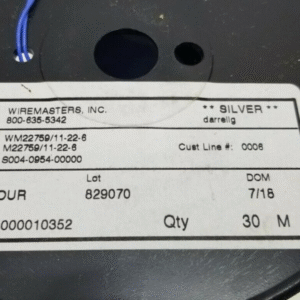 WIREMASTERS, INC.
800-635-5342
** SILVER **
darrellg
WM22759/11-22-6
M22759/11-22-6
S004-0954-00000
Cust Line #: 0006
Lot
DOM
OUR
829070
7/18
000010352
Qty
30 M